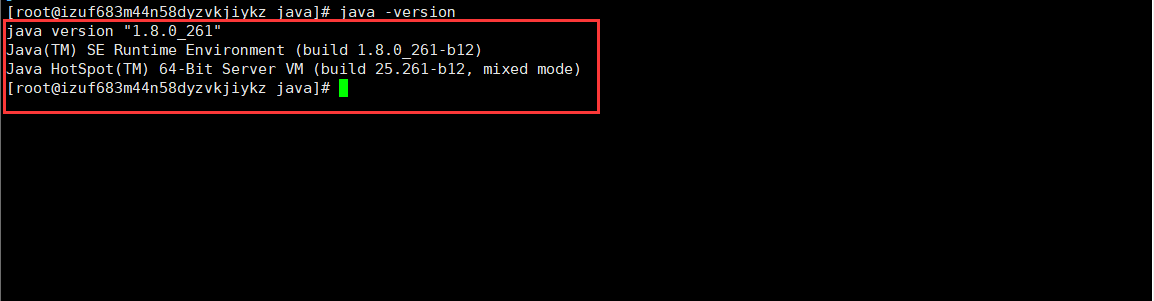 [root@izuf683m44n58dyzvkjiykz java]# java -version
java version "1.8.0_261"
Java(TM) SE Runtime Environment (build 1.8.0_261-b12)
Java HotSpot(TM) 64-Bit Server VM (build 25.261-b12, mixed mode)
[root@izuf683m44n58dyzvkjiykz java]#